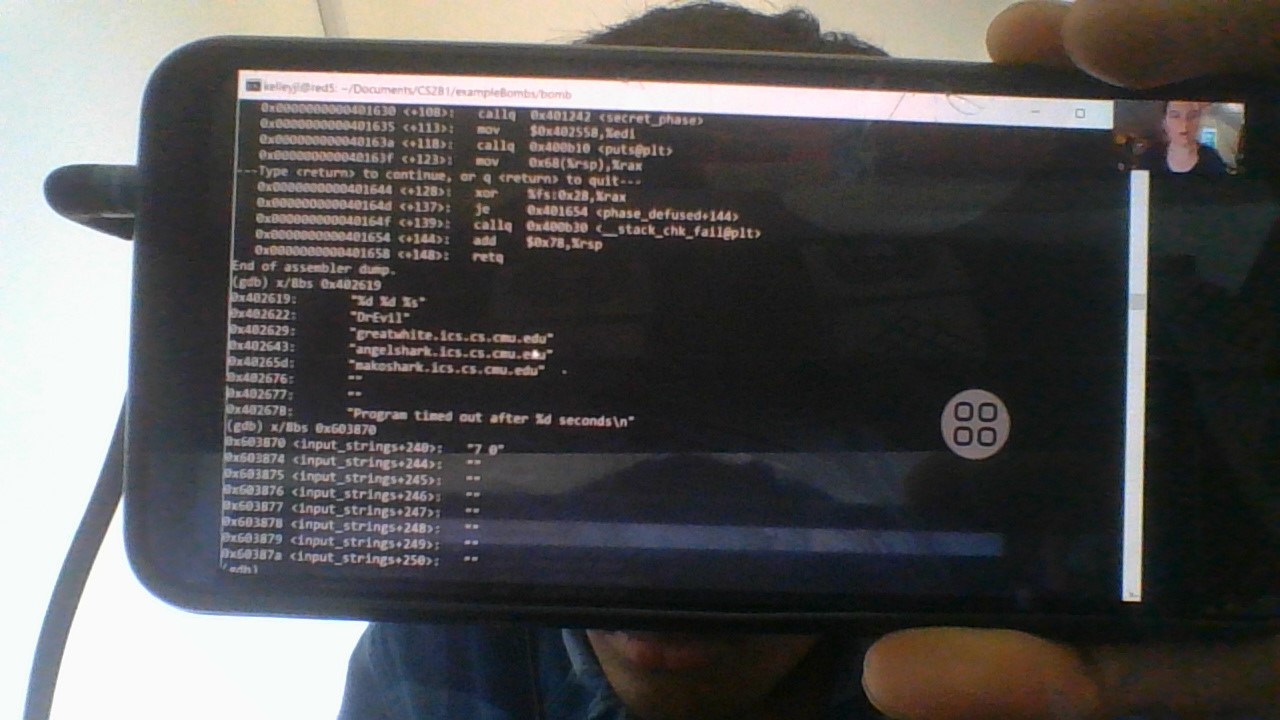 kelleyjl@red5: ~/Documents/CS281/exampleBombs/bomb
0x0000000000401630 <+108>: callq 0x401242 <secret_phase>
0x0000000000401635 <+113>: mov $0x402558,%edi
0x000000000040163a <+118>: callq 0x400b10 <puts@plt>
0x000000000040163f <+123>: mov 0x68(%rsp),%rax
---Type <return> to continue, or q <return> to quit---
0x0000000000401644 <+128>: xor %fs:0x28,%rax
0x000000000040164d <+137>: je 0x401654 <phase_defused+144>
0x000000000040164f <+139>: callq 0x400b30 <__stack_chk_fail@plt>
0x0000000000401654 <+144>: add $0x78,%rsp
0x0000000000401658 <+148>: retq
End of assembler dump.
(gdb) x/8bs 0x402619
0x402619: "%d %d %s"
0x402622: "DrEvil"
0x402629: "greatwhite.ics.cs.cmu.edu"
0x402643: "angelshark.ics.cs.cmu.edu"
0x40265d: "makoshark.ics.cs.cmu.edu"
0x402676: ""
0x402677: ""
0x402678: "Program timed out after %d seconds\n"
(gdb) x/8bs 0x603870
0x603870 <input_strings+240>: "7 0"
0x603874 <input_strings+244>: ""
0x603875 <input_strings+245>: ""
0x603876 <input_strings+246>: ""
0x603877 <input_strings+247>: ""
0x603878 <input_strings+248>: ""
0x603879 <input_strings+249>: ""
0x60387a <input_strings+250>: ""
(gdb)